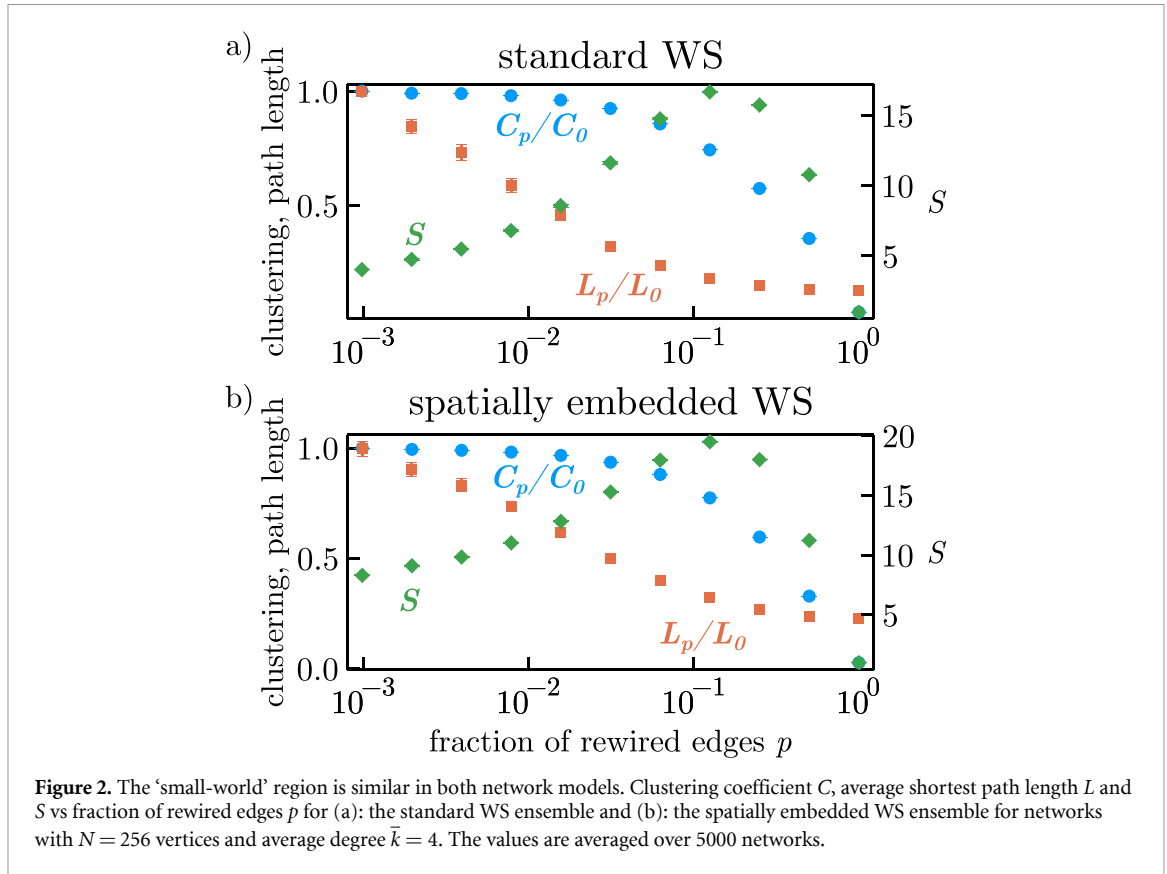 a)
standard WS
clustering, path length
1.0
0.5
C_p/C_0
S
L_p/L_0
15
10
5
S
10^{-3}
10^{-2}
10^{-1}
10^0
b)
spatially embedded WS
clustering, path length
1.0
0.5
0.0
C_p/C_0
S
L_p/L_0
20
15
10
5
S
10^{-3}
10^{-2}
10^{-1}
10^0
fraction of rewired edges p
Figure 2. The ‘small-world’ region is similar in both network models. Clustering coefficient C, average shortest path length L and
S vs fraction of rewired edges p for (a): the standard WS ensemble and (b): the spatially embedded WS ensemble for networks
with N = 256 vertices and average degree k̄ = 4. The values are averaged over 5000 networks.